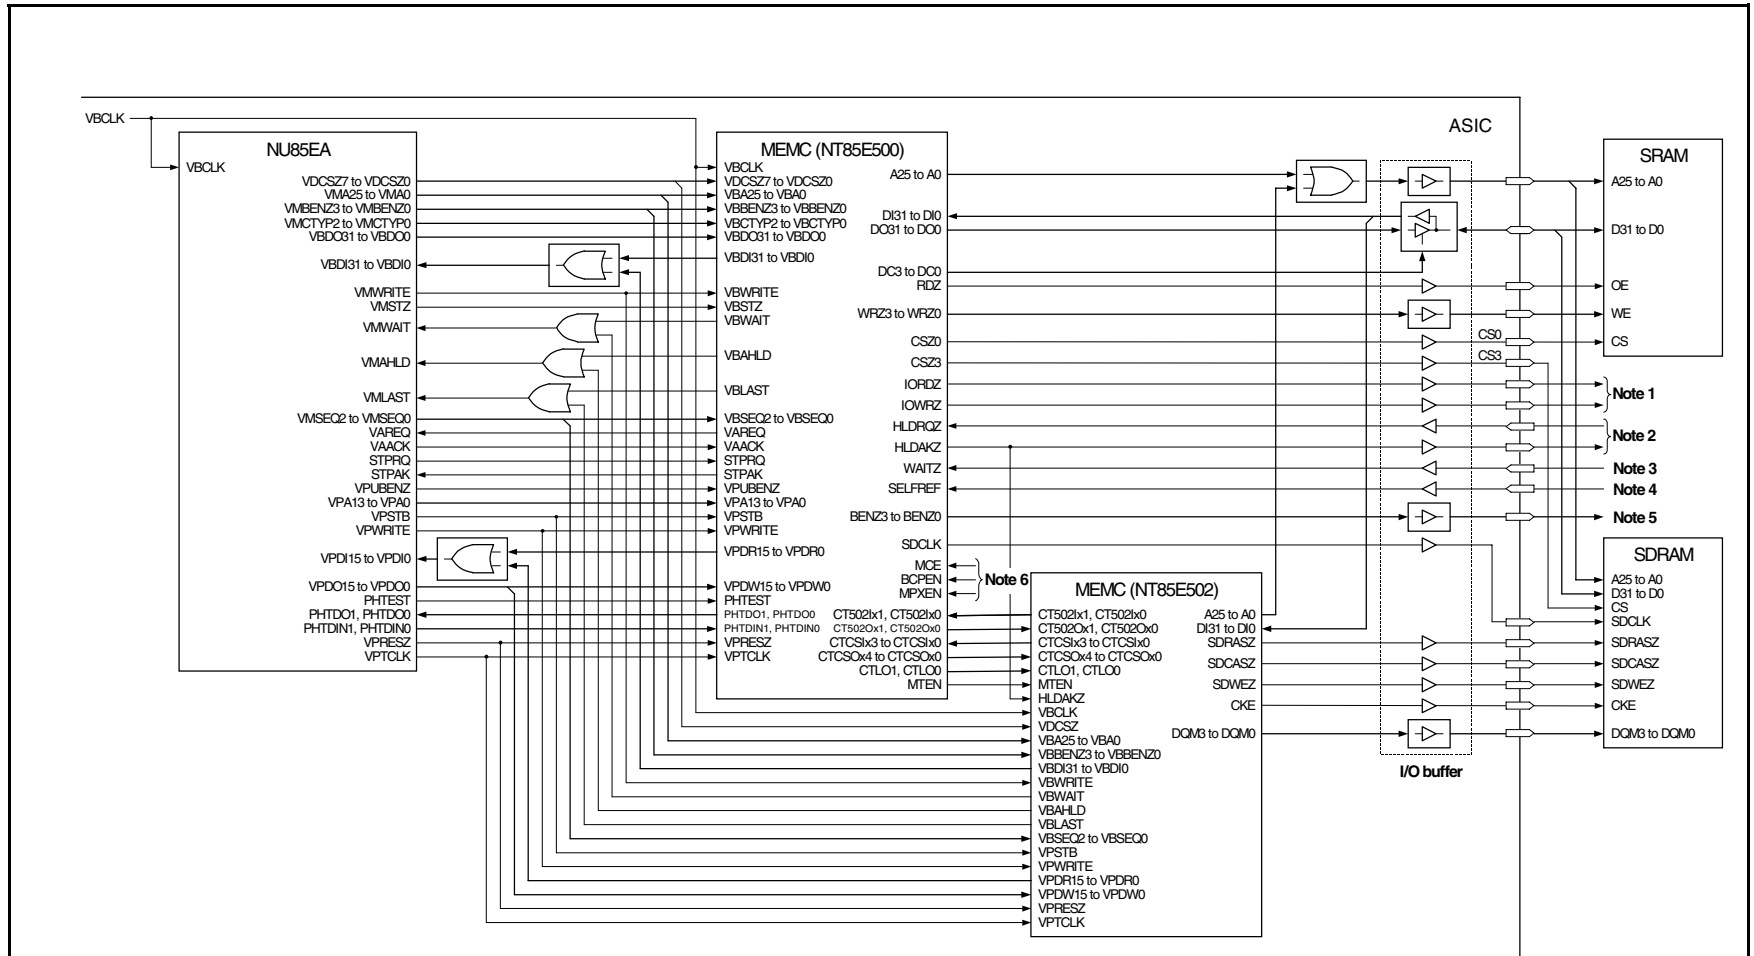 VBCLK
ASIC
NU85EA
VBCLK
VDCSZ7 to VDCSZ0
VMA25 to VMA0
VMBENZ3 to VMBENZ0
VMCTYP2 to VMCTYP0
VBDO31 to VBDO0
VBDI31 to VBDI0
VMWRITE
VMSTZ
VMWAIT
VMAHLD
VMLAST
VMSEQ2 to VMSEQ0
VAREQ
VAACK
STPRQ
STPAK
VPUBENZ
VPA13 to VPA0
VPSTB
VPWRITE
VPDI15 to VPDI0
VPDO15 to VPDO0
PHTEST
PHTDO1, PHTDO0
PHTDIN1, PHTDIN0
VPRESZ
VPTCLK
MEMC (NT85E500)
VBCLK
VDCSZ7 to VDCSZ0
VBA25 to VBA0
VBBENZ3 to VBBENZ0
VBCTYP2 to VBCTYP0
VBDO31 to VBDO0
VBDI31 to VBDI0
VBWRITE
VBSTZ
VBWAIT
VBAHLD
VBLAST
VBSEQ2 to VBSEQ0
VAREQ
VAACK
STPRQ
STPAK
VPUBENZ
VPA13 to VPA0
VPSTB
VPWRITE
VPDR15 to VPDR0
VPDW15 to VPDW0
PHTEST
PHTDO1, PHTDO0
PHTDIN1, PHTDIN0
VPRESZ
VPTCLK
A25 to A0
DI31 to DI0
DO31 to DO0
DC3 to DC0
RDZ
WRZ3 to WRZ0
CSZ0
CSZ3
IORDZ
IOWRZ
HLDRQZ
HLDAKZ
WAITZ
SELFREF
BENZ3 to BENZ0
SDCLK
MCE
BCPEN
MPXEN
Note 6
CT502Ix1, CT502Ix0
CT502Ox1, CT502Ox0
CTCSIx3 to CTCSIx0
CTCSOx4 to CTCSOx0
CTLO1, CTLO0
MTEN
MEMC (NT85E502)
CT502Ix1, CT502Ix0
CT502Ox1, CT502Ox0
CTCSIx3 to CTCSIx0
CTCSOx4 to CTCSOx0
CTLO1, CTLO0
MTEN
HLDAKZ
VBCLK
VDCSZ
VBA25 to VBA0
VBBENZ3 to VBBENZ0
VBDI31 to VBDI0
VBWRITE
VBWAIT
VBAHLD
VBLAST
VBSEQ2 to VBSEQ0
VPSTB
VPWRITE
VPDR15 to VPDR0
VPDW15 to VPDW0
VPRESZ
VPTCLK
A25 to A0
DI31 to DI0
SDRASZ
SDCASZ
SDWEZ
CKE
DQM3 to DQM0
I/O buffer
CS0
CS3
SRAM
A25 to A0
D31 to D0
OE
WE
CS
Note 1
Note 2
Note 3
Note 4
Note 5
SDRAM
A25 to A0
D31 to D0
CS
SDCLK
SDRASZ
SDCASZ
SDWEZ
CKE
DQM3 to DQM0